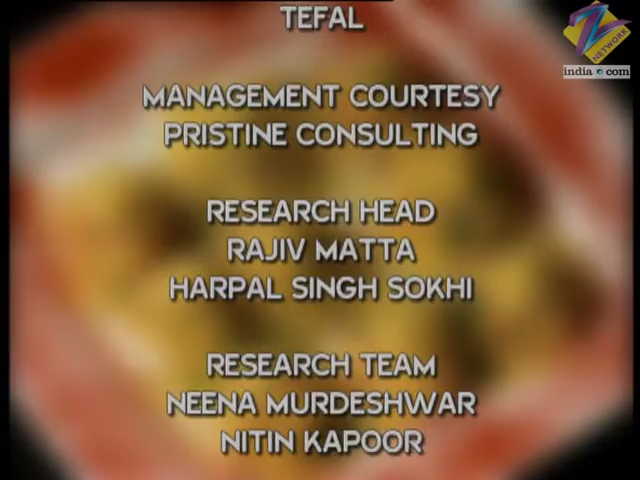 TEFAL
Z
NETWORK
india.com
MANAGEMENT COURTESY
PRISTINE CONSULTING
RESEARCH HEAD
RAJIV MATTA
HARPAL SINGH SOKHI
RESEARCH TEAM
NEENA MURDESHWAR
NITIN KAPOOR